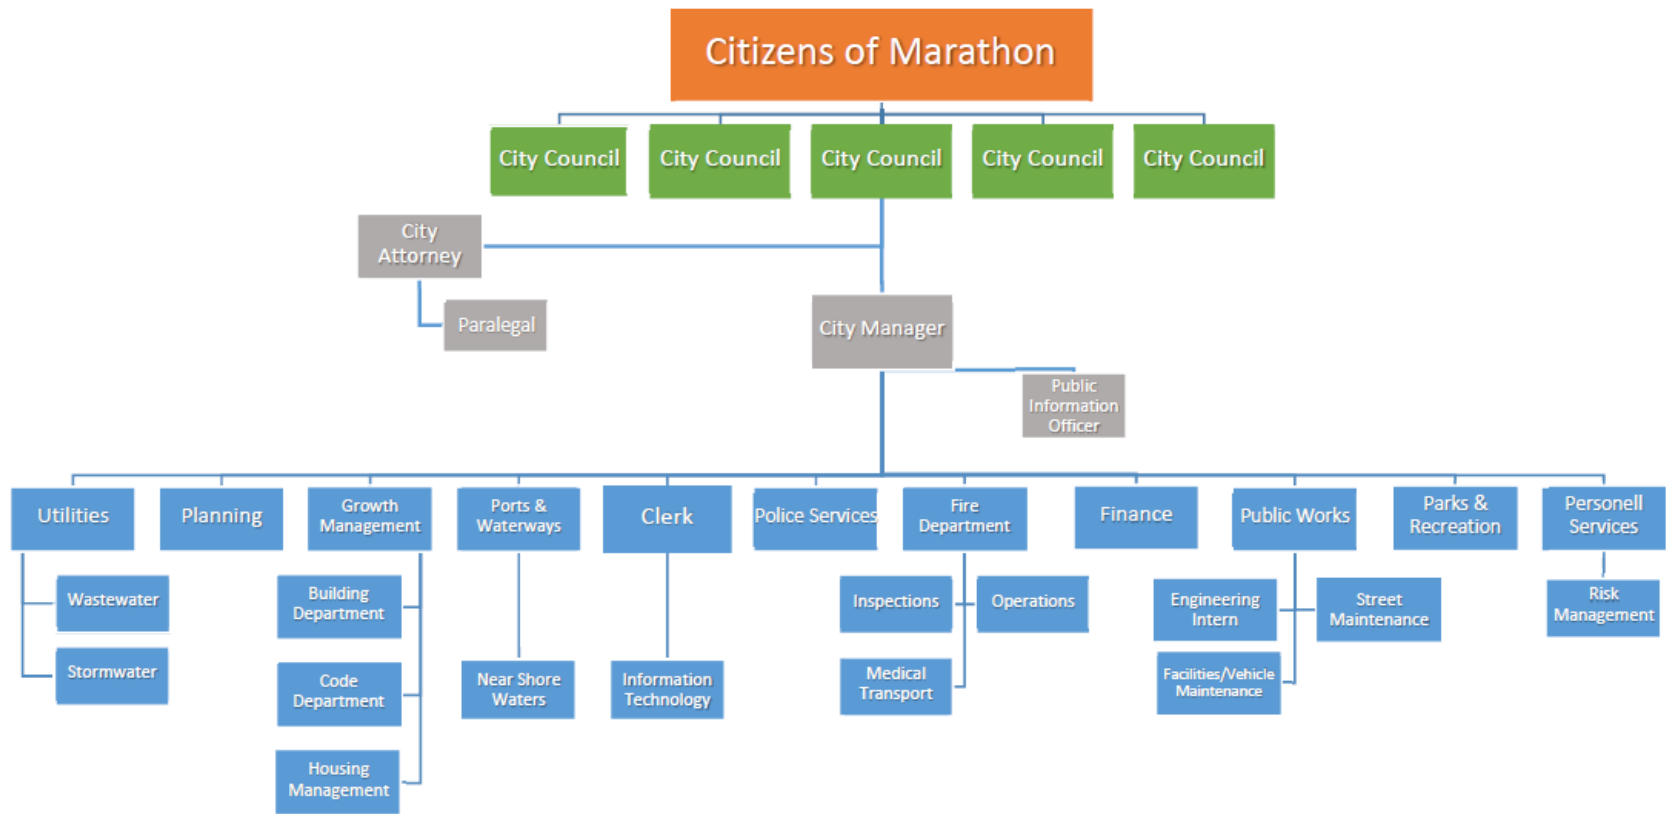 Citizens of Marathon
City Council
City Council
City Council
City Council
City Council
City
Attorney
Paralegal
City Manager
Public
Information
Officer
Utilities
Planning
Growth
Management
Ports &
Waterways
Clerk
Police Services
Fire
Department
Finance
Public Works
Parks &
Recreation
Personell
Services
Wastewater
Stormwater
Building
Department
Code
Department
Housing
Management
Near Shore
Waters
Information
Technology
Inspections
Operations
Medical
Transport
Engineering
Intern
Street
Maintenance
Facilities/Vehicle
Maintenance
Risk
Management